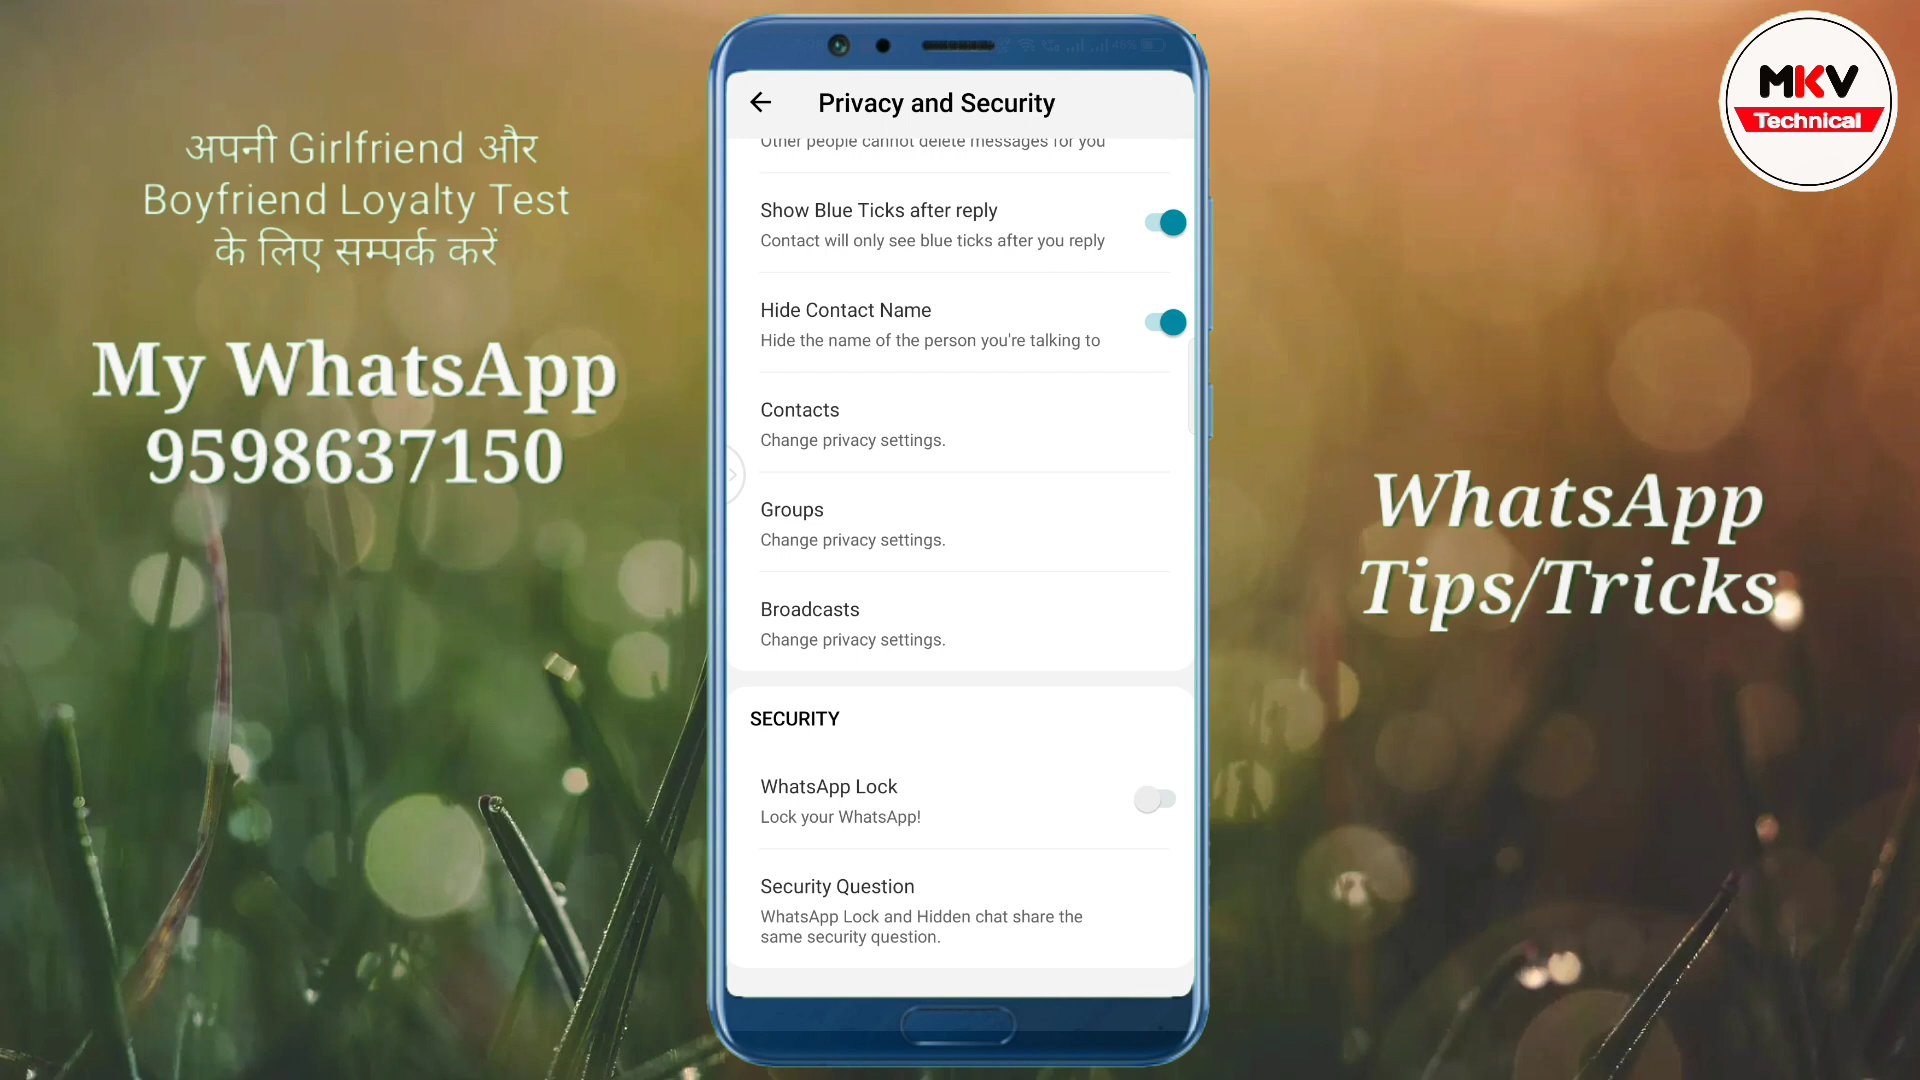 अपनी Girlfriend और
Boyfriend Loyalty Test
के लिए सम्पर्क करें
My WhatsApp
9598637150
48%
Privacy and Security
Other people cannot delete messages for you
Show Blue Ticks after reply
Contact will only see blue ticks after you reply
Hide Contact Name
Hide the name of the person you're talking to
Contacts
Change privacy settings.
Groups
Change privacy settings.
Broadcasts
Change privacy settings.
SECURITY
WhatsApp Lock
Lock your WhatsApp!
Security Question
WhatsApp Lock and Hidden chat share the
same security question.
MKV
Technical
WhatsApp
Tips/Tricks